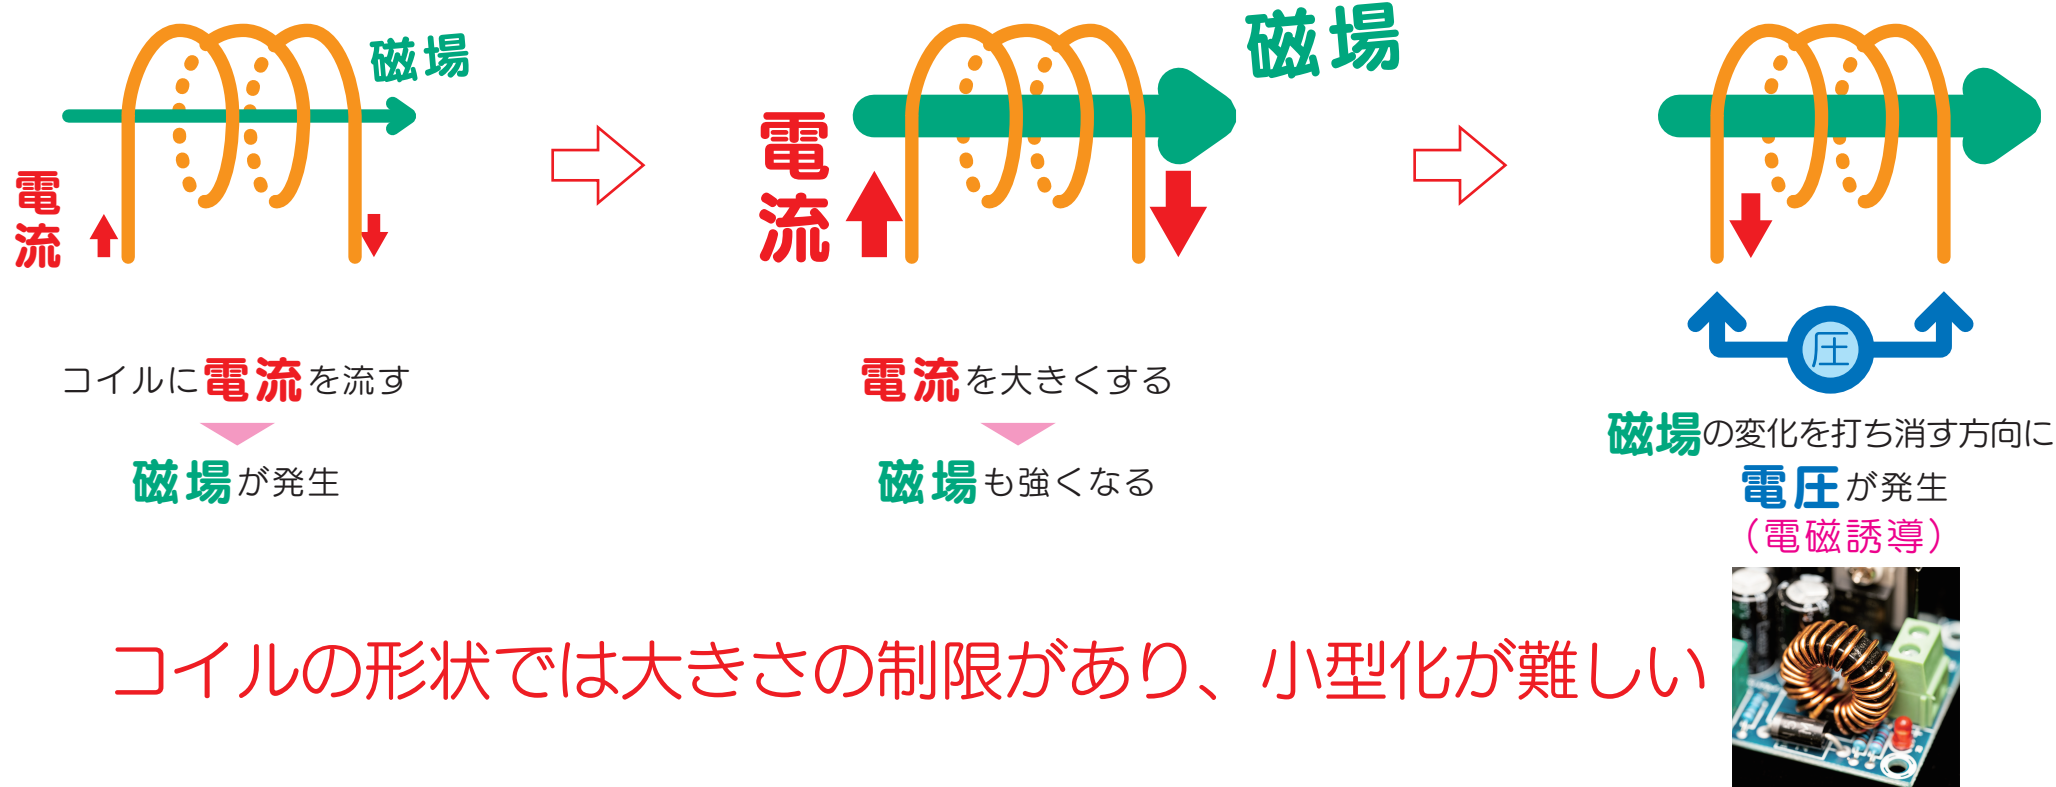 磁場
電流
コイルに電流を流す
磁場が発生
磁場
電流
電流を大きくする
磁場も強くなる
圧
磁場の変化を打ち消す方向に
電圧が発生
（電磁誘導）
コイルの形状では大きさの制限があり、小型化が難しい